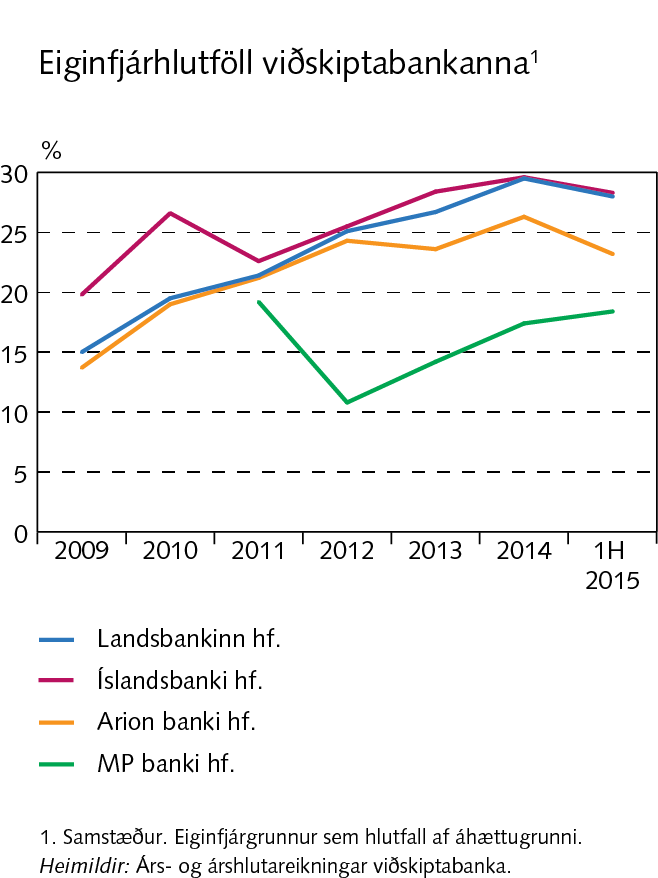 Eiginfjárhlutföll viðskiptabankanna¹
%
30
25
20
15
10
5
0
2009 2010 2011 2012 2013 2014 1H
2015
Landsbankinn hf.
Íslandsbanki hf.
Arion banki hf.
MP banki hf.
1. Samstæður. Eiginfjárgrunnur sem hlutfall af áhættugrunni.
Heimildir: Árs- og árshlutareikningar viðskiptabanka.